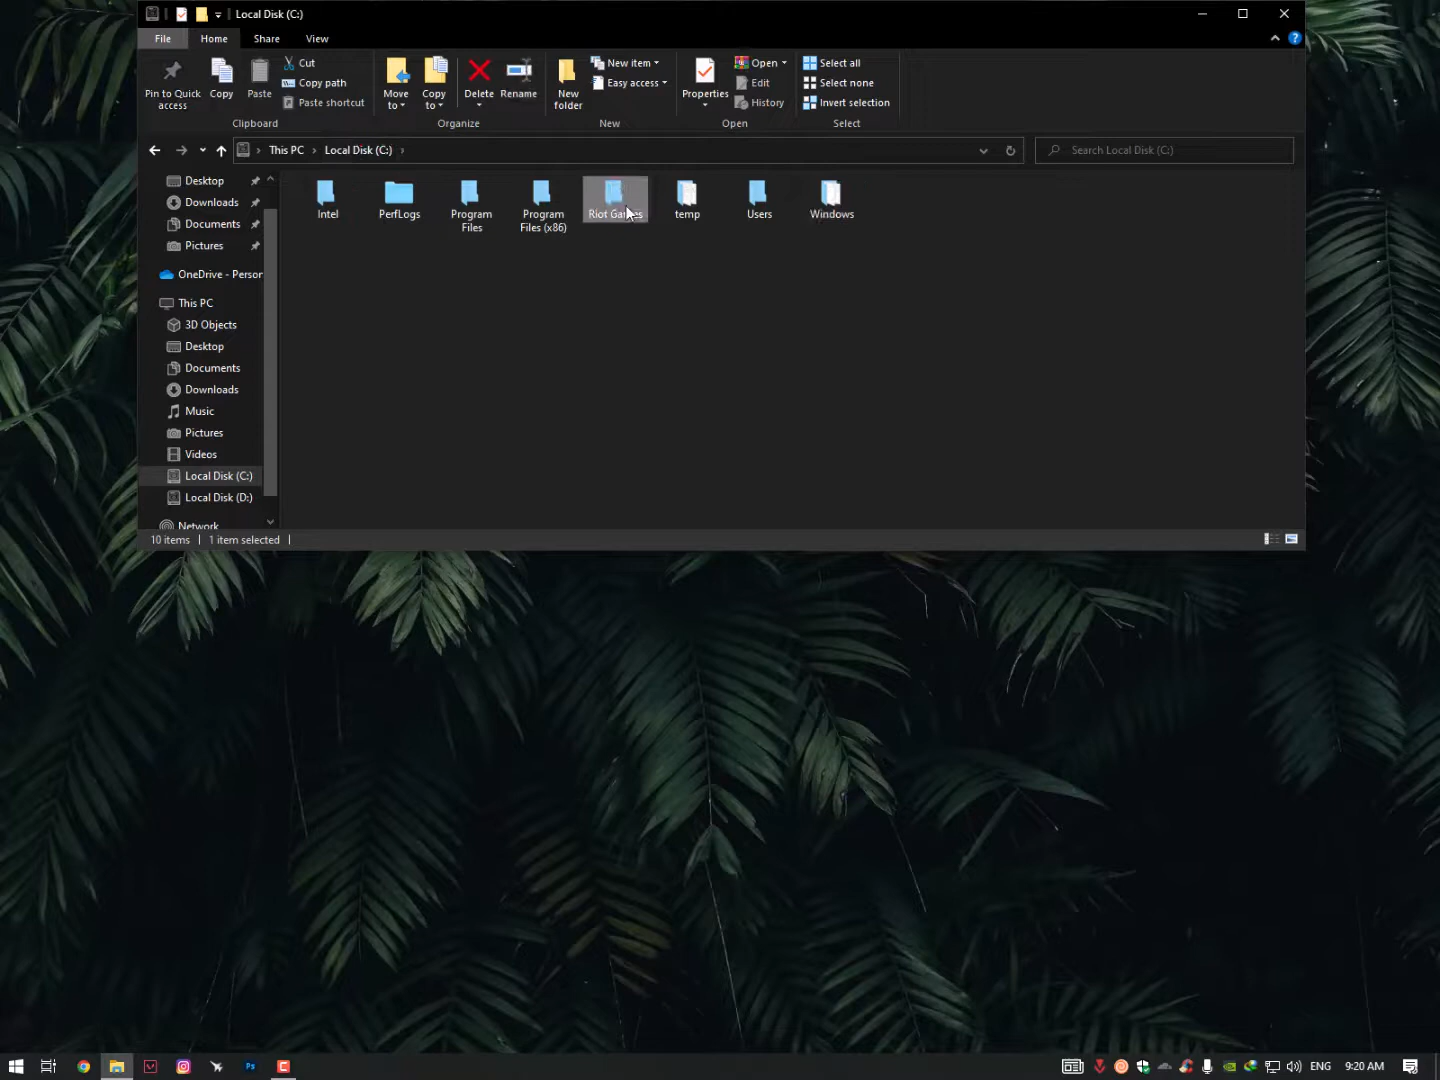 Local Disk (C:)
File Home Share View
Pin to Quick access
Copy
Paste
Cut
Copy path
Paste shortcut
Clipboard
Move to
Copy to
Delete
Rename
Organize
New folder
New item
Easy access
New
Properties
Open
Edit
History
Open
Select all
Select none
Invert selection
Select
This PC Local Disk (C:)
Search Local Disk (C:)
Desktop
Downloads
Documents
Pictures
OneDrive - Person
This PC
3D Objects
Desktop
Documents
Downloads
Music
Pictures
Videos
Local Disk (C:)
Local Disk (D:)
Network
Intel
PerfLogs
Program Files
Program Files (x86)
Riot Games
temp
Users
Windows
10 items 1 item selected
Ps
ENG
9:20 AM